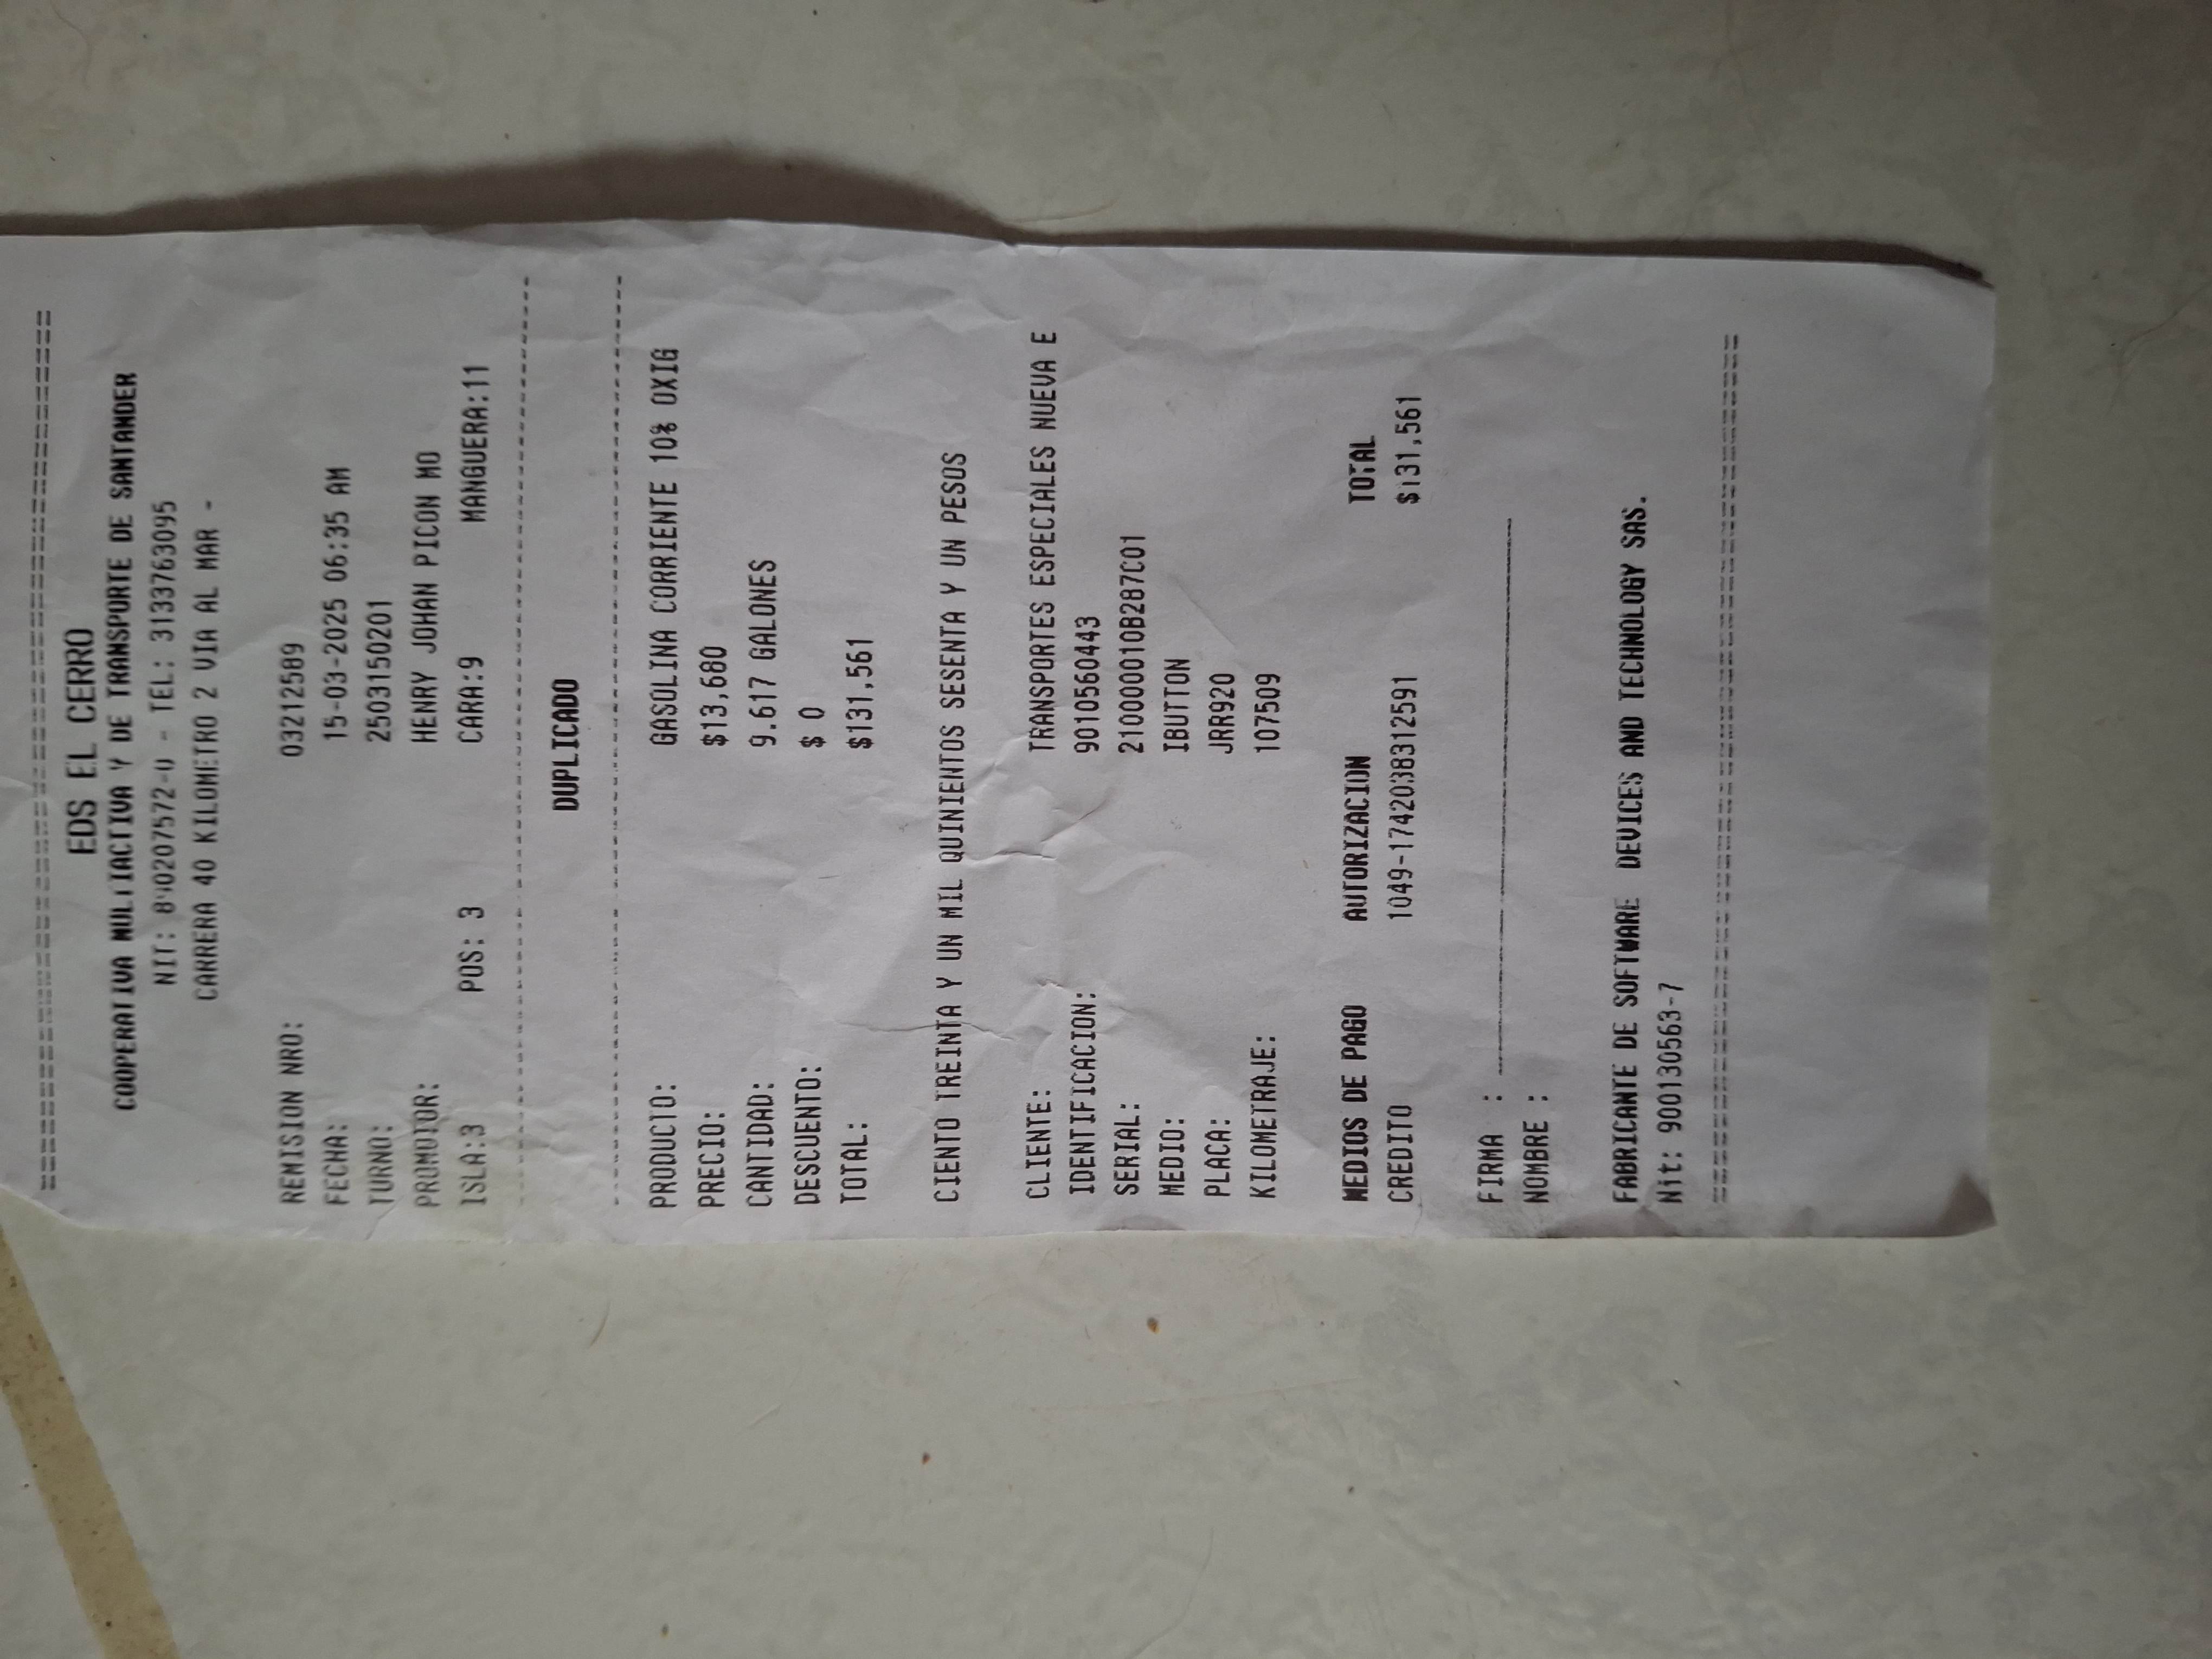 ================================================
EDS EL CERRO
COOPERATIVA MULTIACTIVA Y DE TRANSPORTE DE SANTANDER
NIT: 890207572-0 - TEL: 3133763095
CARRERA 40 KILOMETRO 2 VIA AL MAR -
REMISION NRO: 03212589
FECHA: 15-03-2025 06:35 AM
TURNO: 2503150201
PROMOTOR: HENRY JOHAN PICON MO
ISLA:3 POS: 3 CARA:9 MANGUERA:11
------------------------------------------------
DUPLICADO
------------------------------------------------
PRODUCTO: GASOLINA CORRIENTE 10% OXIG
PRECIO: $13,680
CANTIDAD: 9.617 GALONES
DESCUENTO: $ 0
TOTAL: $131,561
CIENTO TREINTA Y UN MIL QUINIENTOS SESENTA Y UN PESOS
CLIENTE: TRANSPORTES ESPECIALES NUEVA E
IDENTIFICACION: 9010560443
SERIAL: 2100000010B287C01
MEDIO: IBUTTON
PLACA: JRR920
KILOMETRAJE: 107509
MEDIOS DE PAGO AUTORIZACION TOTAL
CREDITO 1049-1742038312591 $131,561
FIRMA : ______________________________
NOMBRE :
FABRICANTE DE SOFTWARE DEVICES AND TECHNOLOGY SAS.
Nit: 900130563-7
================================================